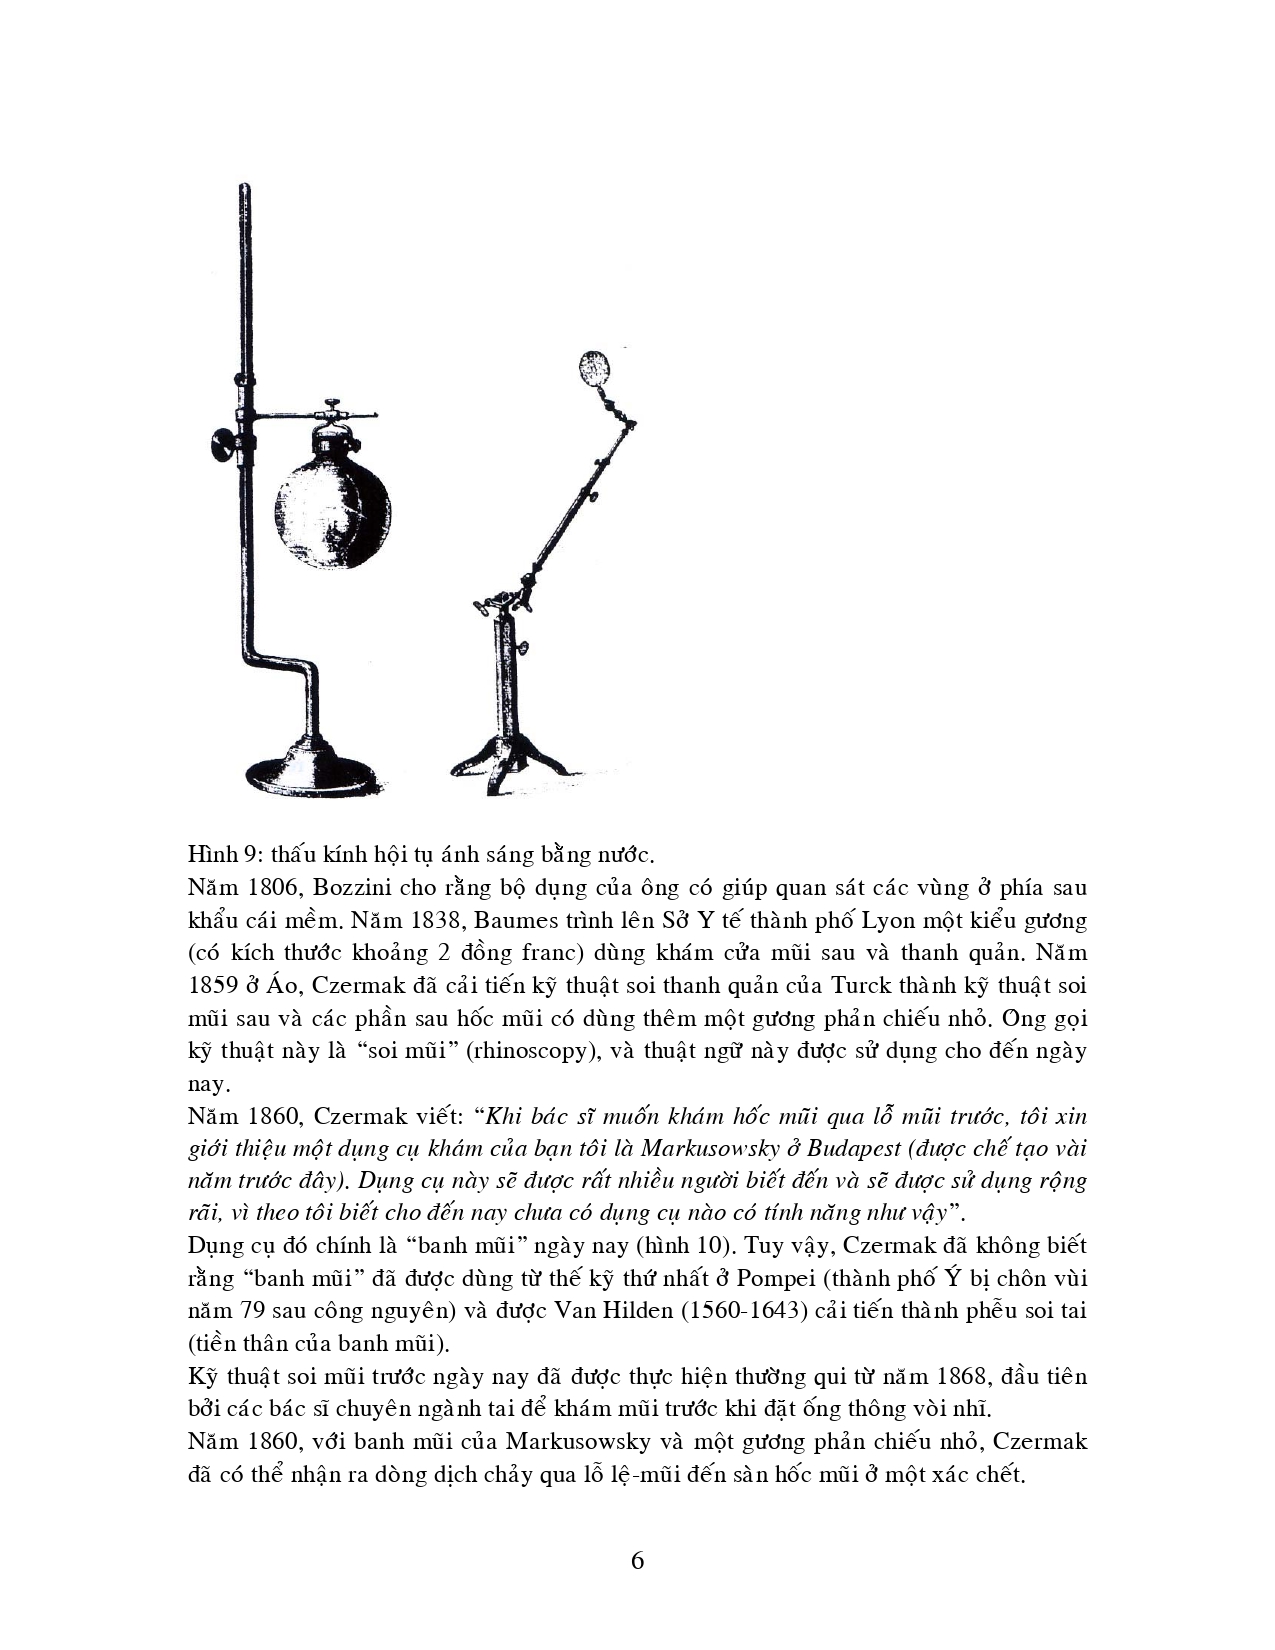 Hình 9: thấu kính hội tụ ánh sáng bằng nước.
Năm 1806, Bozzini cho rằng bộ dụng của ông có giúp quan sát các vùng ở phía sau
khẩu cái mềm. Năm 1838, Baumes trình lên Sở Y tế thành phố Lyon một kiểu gương
(có kích thước khoảng 2 đồng franc) dùng khám cửa mũi sau và thanh quản. Năm
1859 ở Áo, Czermak đã cải tiến kỹ thuật soi thanh quản của Turck thành kỹ thuật soi
mũi sau và các phần sau hốc mũi có dùng thêm một gương phản chiếu nhỏ. Ông gọi
kỹ thuật này là “soi mũi” (rhinoscopy), và thuật ngữ này được sử dụng cho đến ngày
nay.
Năm 1860, Czermak viết: “Khi bác sĩ muốn khám hốc mũi qua lỗ mũi trước, tôi xin
giới thiệu một dụng cụ khám của bạn tôi là Markusowsky ở Budapest (được chế tạo vài
năm trước đây). Dụng cụ này sẽ được rất nhiều người biết đến và sẽ được sử dụng rộng
rãi, vì theo tôi biết cho đến nay chưa có dụng cụ nào có tính năng như vậy”.
Dụng cụ đó chính là “banh mũi” ngày nay (hình 10). Tuy vậy, Czermak đã không biết
rằng “banh mũi” đã được dùng từ thế kỹ thứ nhất ở Pompei (thành phố Ý bị chôn vùi
năm 79 sau công nguyên) và được Van Hilden (1560-1643) cải tiến thành phễu soi tai
(tiền thân của banh mũi).
Kỹ thuật soi mũi trước ngày nay đã được thực hiện thường qui từ năm 1868, đầu tiên
bởi các bác sĩ chuyên ngành tai để khám mũi trước khi đặt ống thông vòi nhĩ.
Năm 1860, với banh mũi của Markusowsky và một gương phản chiếu nhỏ, Czermak
đã có thể nhận ra dòng dịch chảy qua lỗ lệ-mũi đến sàn hốc mũi ở một xác chết.
6